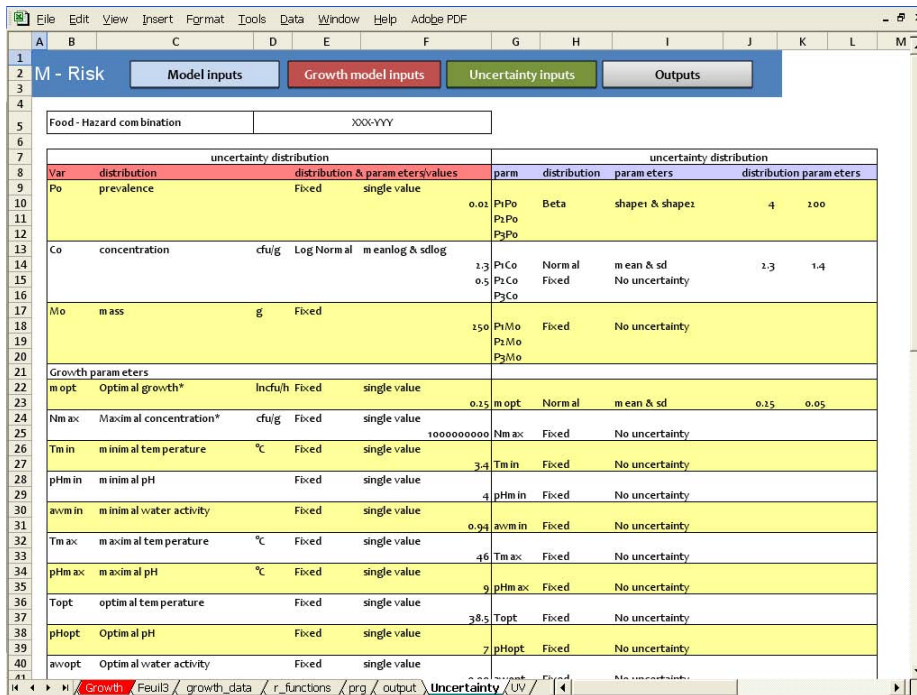 File Edit View Insert Format Tools Data Window Help Adobe PDF
A B C D E F G H I J K L M
1
2 M - Risk Model inputs Growth model inputs Uncertainty inputs Outputs
3
4
5 Food - Hazard combination XXX-YYY
6
7 uncertainty distribution uncertainty distribution
8 Var distribution distribution & parameters/values parm distribution parameters distribution parameters
9 Po prevalence Fixed single value
10 0.02 P1Po Beta shape1 & shape2 4 200
11 P2Po
12 P3Po
13 Co concentration cfu/g Log Normal meanlog & sdlog
14 2.3 P1Co Normal mean & sd 2.3 1.4
15 0.5 P2Co Fixed No uncertainty
16 P3Co
17 Mo mass g Fixed
18 250 P1Mo Fixed No uncertainty
19 P2Mo
20 P3Mo
21 Growth parameters
22 mopt Optimal growth* lncfu/h Fixed single value
23 0.25 mopt Normal mean & sd 0.25 0.05
24 Nmax Maximal concentration* cfu/g Fixed single value
25 1000000000 Nmax Fixed No uncertainty
26 Tmin minimal temperature °C Fixed single value
27 3.4 Tmin Fixed No uncertainty
28 pHmin minimal pH Fixed single value
29 4 pHmin Fixed No uncertainty
30 awmin minimal water activity Fixed single value
31 0.94 awmin Fixed No uncertainty
32 Tmax maximal temperature °C Fixed single value
33 46 Tmax Fixed No uncertainty
34 pHmax maximal pH °C Fixed single value
35 9 pHmax Fixed No uncertainty
36 Topt optimal temperature Fixed single value
37 38.5 Topt Fixed No uncertainty
38 pHopt Optimal pH Fixed single value
39 7 pHopt Fixed No uncertainty
40 awopt Optimal water activity Fixed single value
41
Growth Feuil3 growth_data r_functions prg output Uncertainty UV